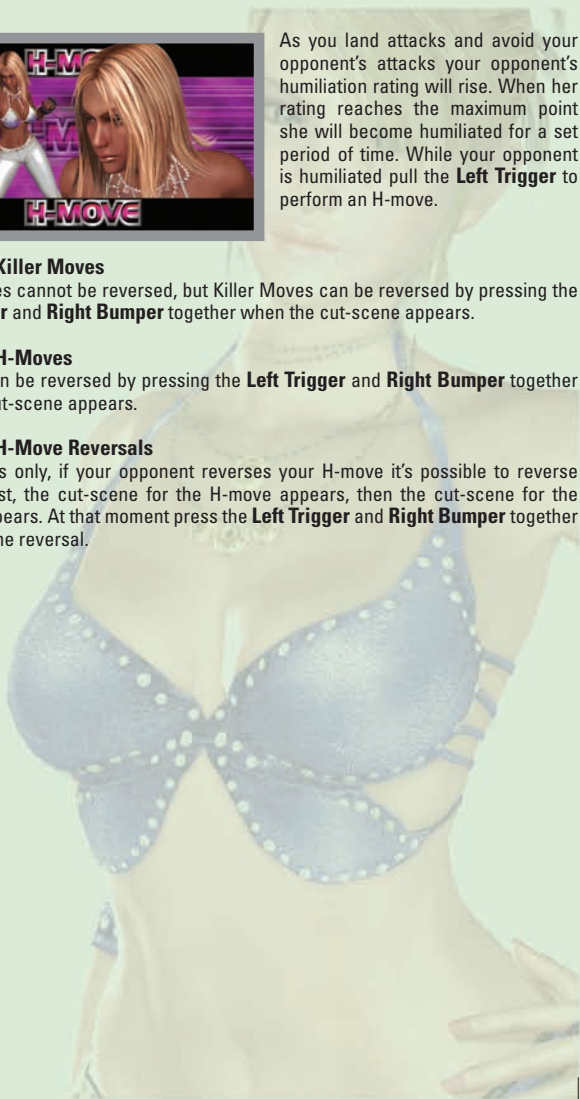 H-MOVE
H-MOVE
As you land attacks and avoid your
opponent's attacks your opponent's
humiliation rating will rise. When her
rating reaches the maximum point
she will become humiliated for a set
period of time. While your opponent
is humiliated pull the Left Trigger to
perform an H-move.
Killer Moves
es cannot be reversed, but Killer Moves can be reversed by pressing the
r and Right Bumper together when the cut-scene appears.
H-Moves
n be reversed by pressing the Left Trigger and Right Bumper together
ut-scene appears.
H-Move Reversals
s only, if your opponent reverses your H-move it's possible to reverse
st, the cut-scene for the H-move appears, then the cut-scene for the
pears. At that moment press the Left Trigger and Right Bumper together
ne reversal.